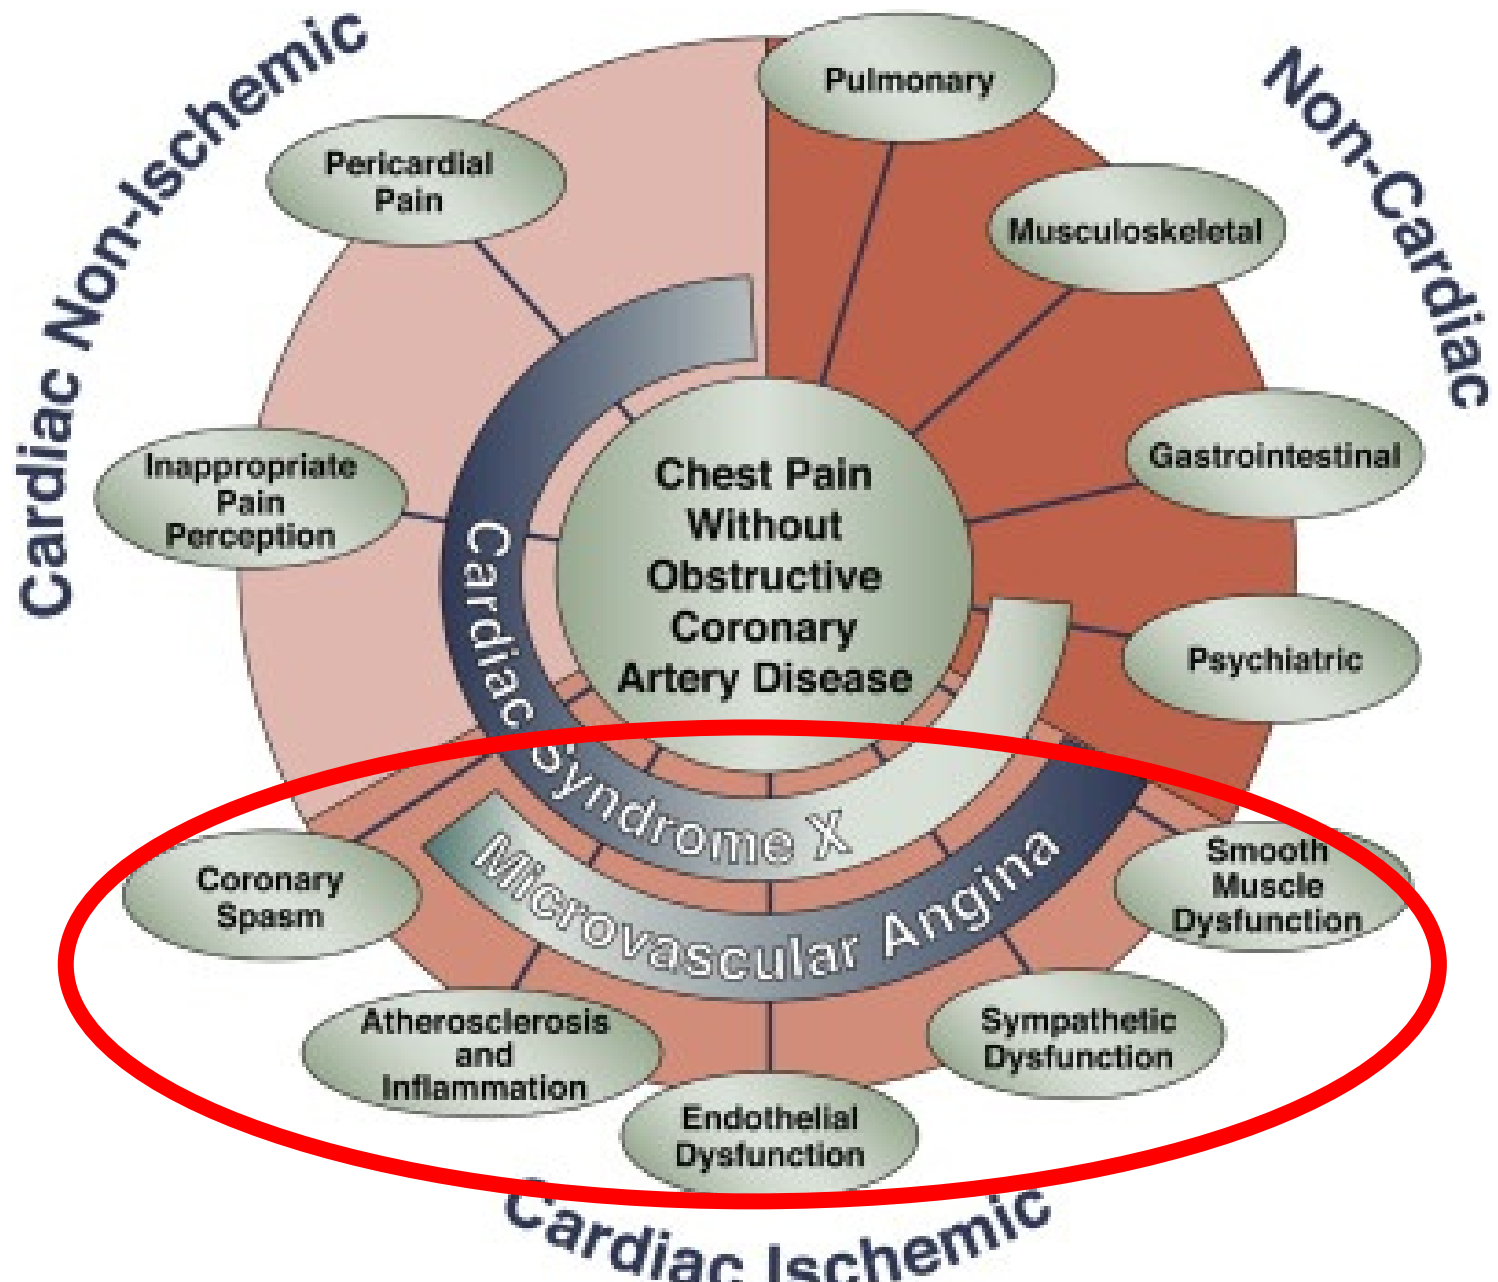 Cardiac Non-Ischemic
Non-Cardiac
Pulmonary
Pericardial
Pain
Musculoskeletal
Inappropriate
Pain
Perception
Gastrointestinal
Chest Pain
Without
Obstructive
Coronary
Artery Disease
Psychiatric
Cardiac Syndrome X
Microvascular Angina
Coronary
Spasm
Smooth
Muscle
Dysfunction
Atherosclerosis
and
Inflammation
Sympathetic
Dysfunction
Endothelial
Dysfunction
Cardiac Ischemic